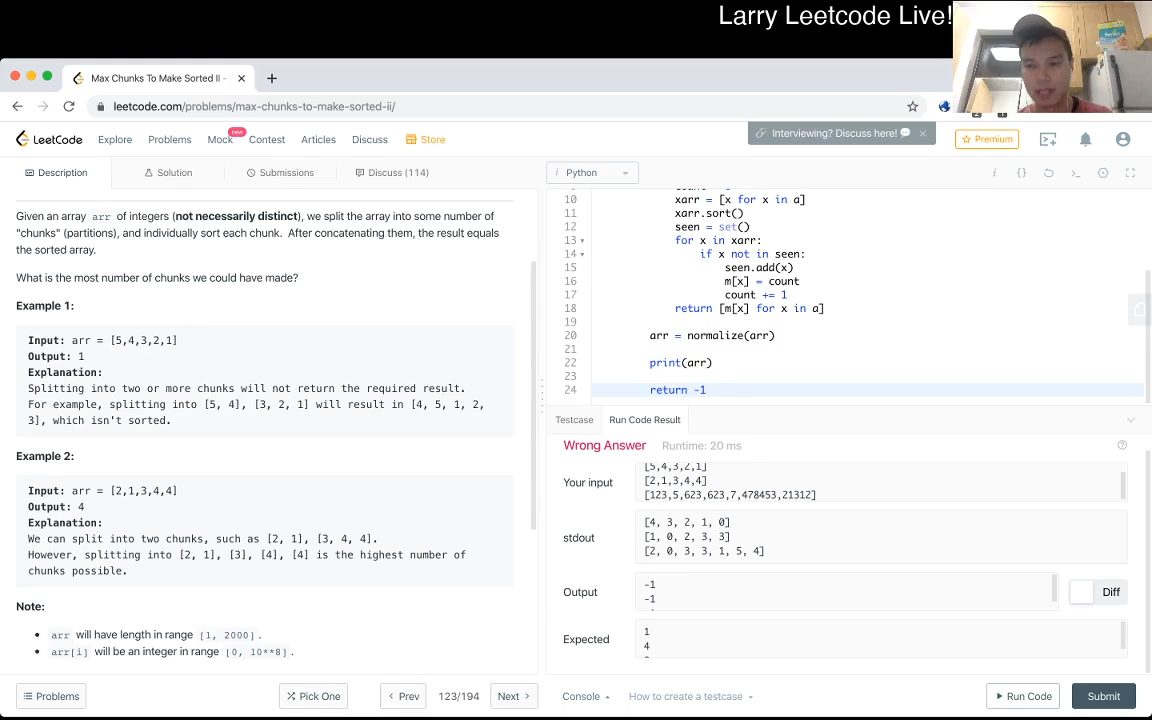 Larry Leetcode Live!
Max Chunks To Make Sorted II -
leetcode.com/problems/max-chunks-to-make-sorted-ii/
LeetCode
Explore
Problems
Mock
new
Contest
Articles
Discuss
Store
Interviewing? Discuss here!
Premium
Description
Solution
Submissions
Discuss (114)
Python
Given an array arr of integers (not necessarily distinct), we split the array into some number of
"chunks" (partitions), and individually sort each chunk. After concatenating them, the result equals
the sorted array.
What is the most number of chunks we could have made?
Example 1:
Input: arr = [5,4,3,2,1]
Output: 1
Explanation:
Splitting into two or more chunks will not return the required result.
For example, splitting into [5, 4], [3, 2, 1] will result in [4, 5, 1, 2,
3], which isn't sorted.
Example 2:
Input: arr = [2,1,3,4,4]
Output: 4
Explanation:
We can split into two chunks, such as [2, 1], [3, 4, 4].
However, splitting into [2, 1], [3], [4], [4] is the highest number of
chunks possible.
Note:
arr will have length in range [1, 2000].
arr[i] will be an integer in range [0, 10**8].
10 xarr = [x for x in a]
11 xarr.sort()
12 seen = set()
13 for x in xarr:
14 if x not in seen:
15 seen.add(x)
16 m[x] = count
17 count += 1
18 return [m[x] for x in a]
19
20 arr = normalize(arr)
21
22 print(arr)
23
24 return -1
Testcase
Run Code Result
Wrong Answer
Runtime: 20 ms
Your input
[5,4,3,2,1]
[2,1,3,4,4]
[123,5,623,623,7,478453,21312]
stdout
[4, 3, 2, 1, 0]
[1, 0, 2, 3, 3]
[2, 0, 3, 3, 1, 5, 4]
Output
-1
-1
Diff
Expected
1
4
Problems
Pick One
Prev
123/194
Next
Console
How to create a testcase
Run Code
Submit